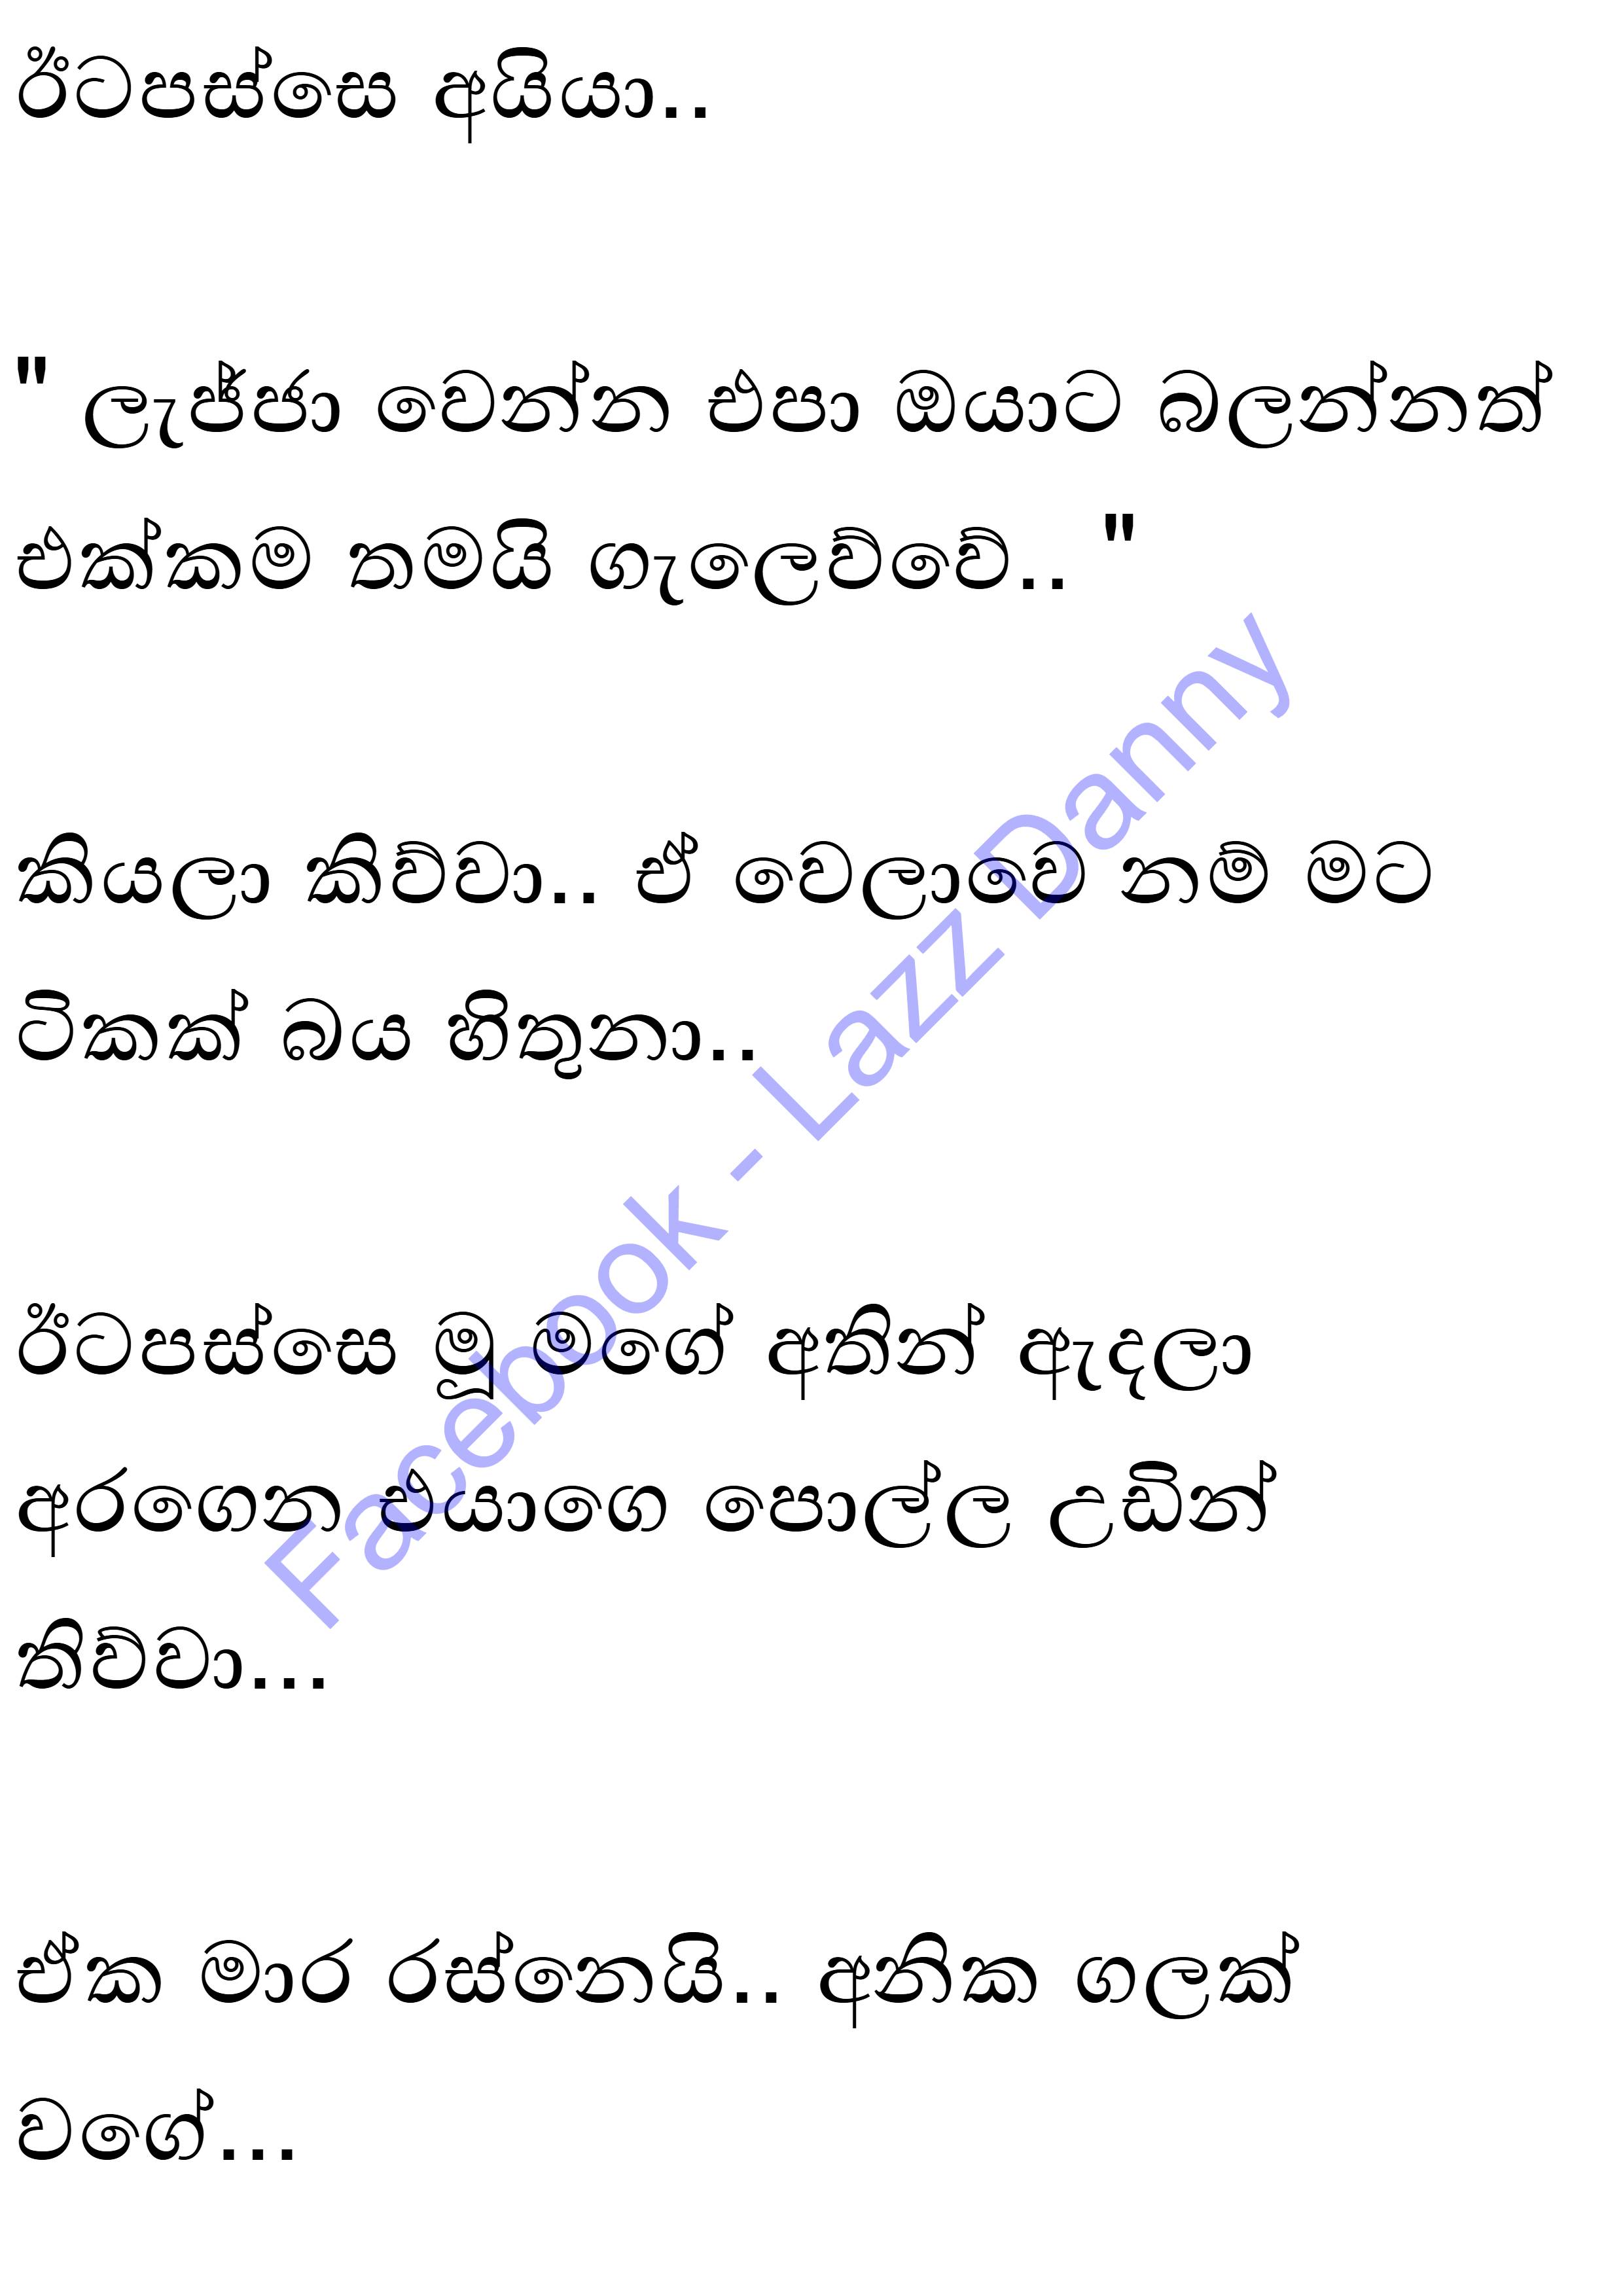 ඊටපස්සෙ අයියා..
" ලැජ්ජා වෙන්න එපා ඔයාට බලන්නත්
එක්කම තමයි ගැලෙව්වේ.. "
කියලා කිව්වා.. ඒ වෙලාවෙ නම් මට
ටිකක් බය හිතුනා..
ඊටපස්සෙ මූ මගේ අතින් ඇදලා
අරගෙන එයාගෙ පොල්ල උඩින්
තිව්වා...
ඒක මාර රස්නෙයි.. අනික ගලක්
වගේ...
Facebook - Lazz Danny